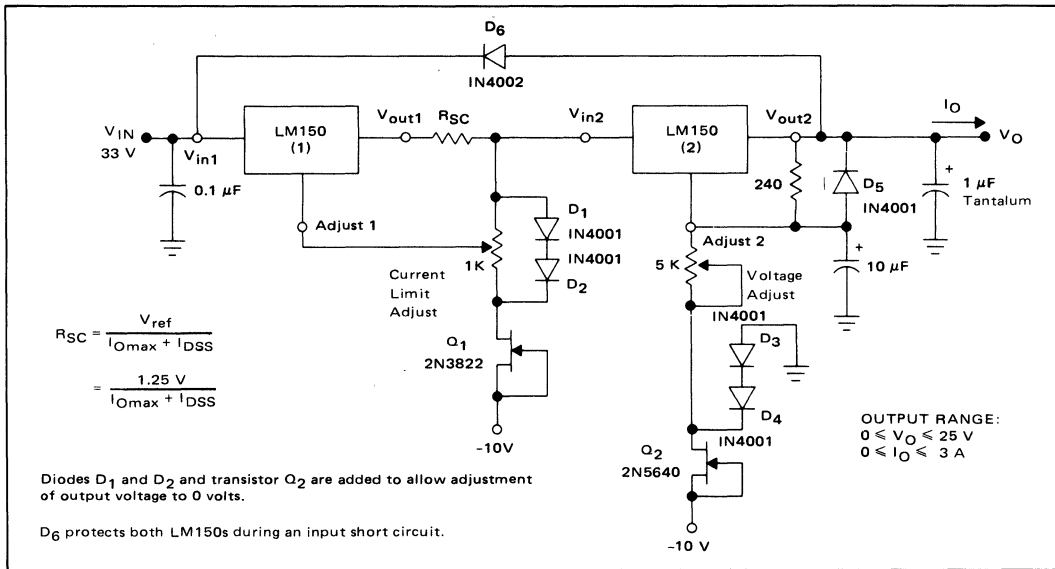 D6
IN4002
VIN
33 V
Vin1
0.1 µF
LM150
(1)
Vout1
RSC
Vin2
LM150
(2)
Vout2
IO
VO
240
D5
IN4001
+
1 µF
Tantalum
Adjust 1
1K
Current
Limit
Adjust
D1
IN4001
IN4001
D2
Adjust 2
5 K
Voltage
Adjust
+
10 µF
IN4001
D3
D4
IN4001
Q1
2N3822
-10V
Q2
2N5640
-10 V
RSC = Vref / IOmax + IDSS
= 1.25 V / IOmax + IDSS
OUTPUT RANGE:
0 ⩽ VO ⩽ 25 V
0 ⩽ IO ⩽ 3 A
Diodes D1 and D2 and transistor Q2 are added to allow adjustment
of output voltage to 0 volts.
D6 protects both LM150s during an input short circuit.